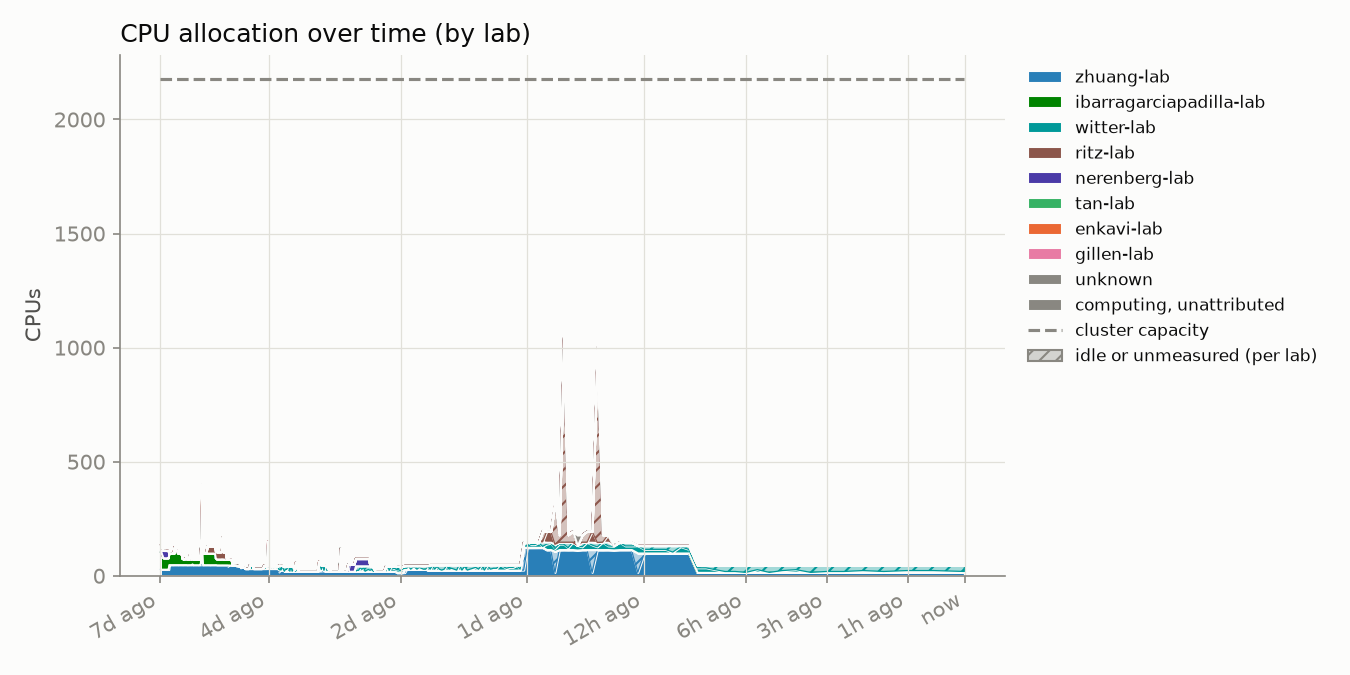 CPU allocation over time (by lab)
CPUs
2000
1500
1000
500
0
7d ago
4d ago
2d ago
1d ago
12h ago
6h ago
3h ago
1h ago
now
zhuang-lab
ibarragarciapadilla-lab
witter-lab
ritz-lab
nerenberg-lab
tan-lab
enkavi-lab
gillen-lab
unknown
computing, unattributed
cluster capacity
idle or unmeasured (per lab)